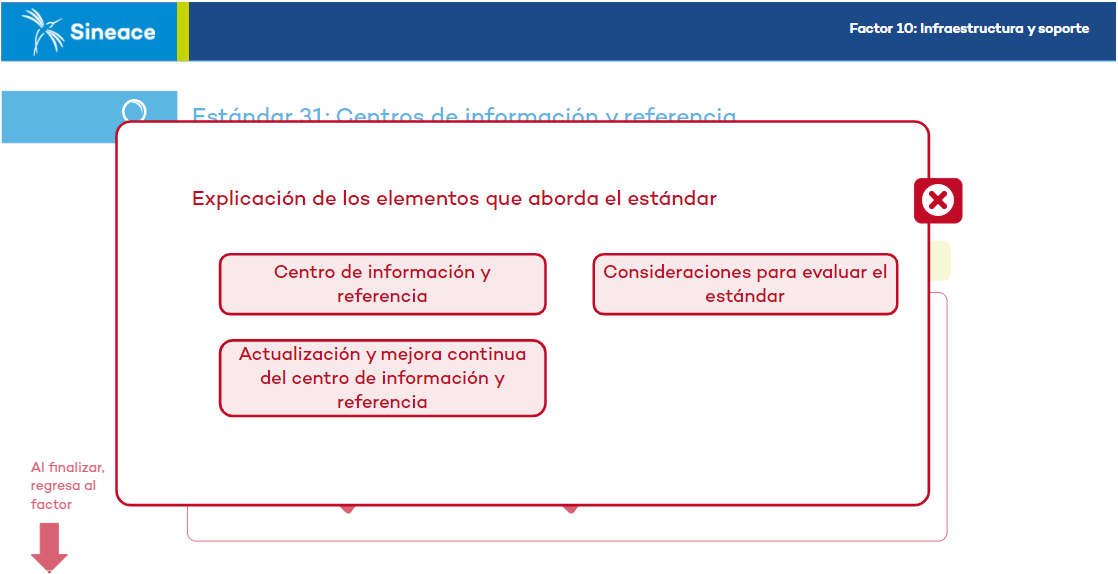 Sineace
Factor 10: Infraestructura y soporte
Estándar 31: Centros de información y referencia
Explicación de los elementos que aborda el estándar
Centro de información y
referencia
Consideraciones para evaluar el
estándar
Actualización y mejora continua
del centro de información y
referencia
Al finalizar,
regresa al
factor